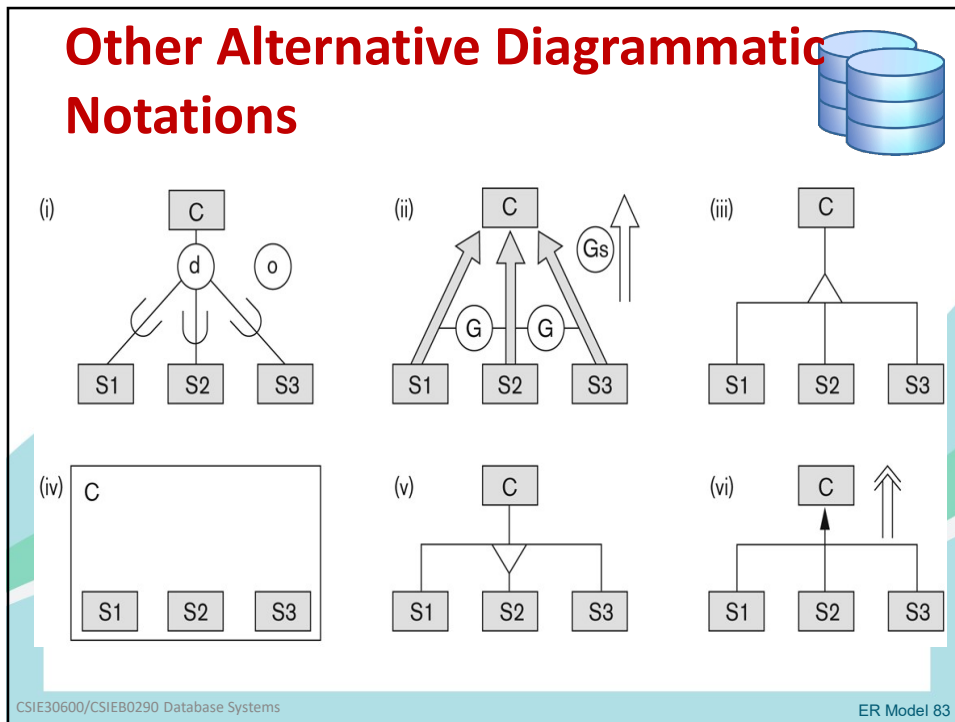 Other Alternative Diagrammatic
Notations
(i)
C
d
o
S1 S2 S3
(ii)
C
Gs
G G
S1 S2 S3
(iii)
C
S1 S2 S3
(iv)
C
S1 S2 S3
(v)
C
S1 S2 S3
(vi)
C
S1 S2 S3
CSIE30600/CSIEB0290 Database Systems
ER Model 83